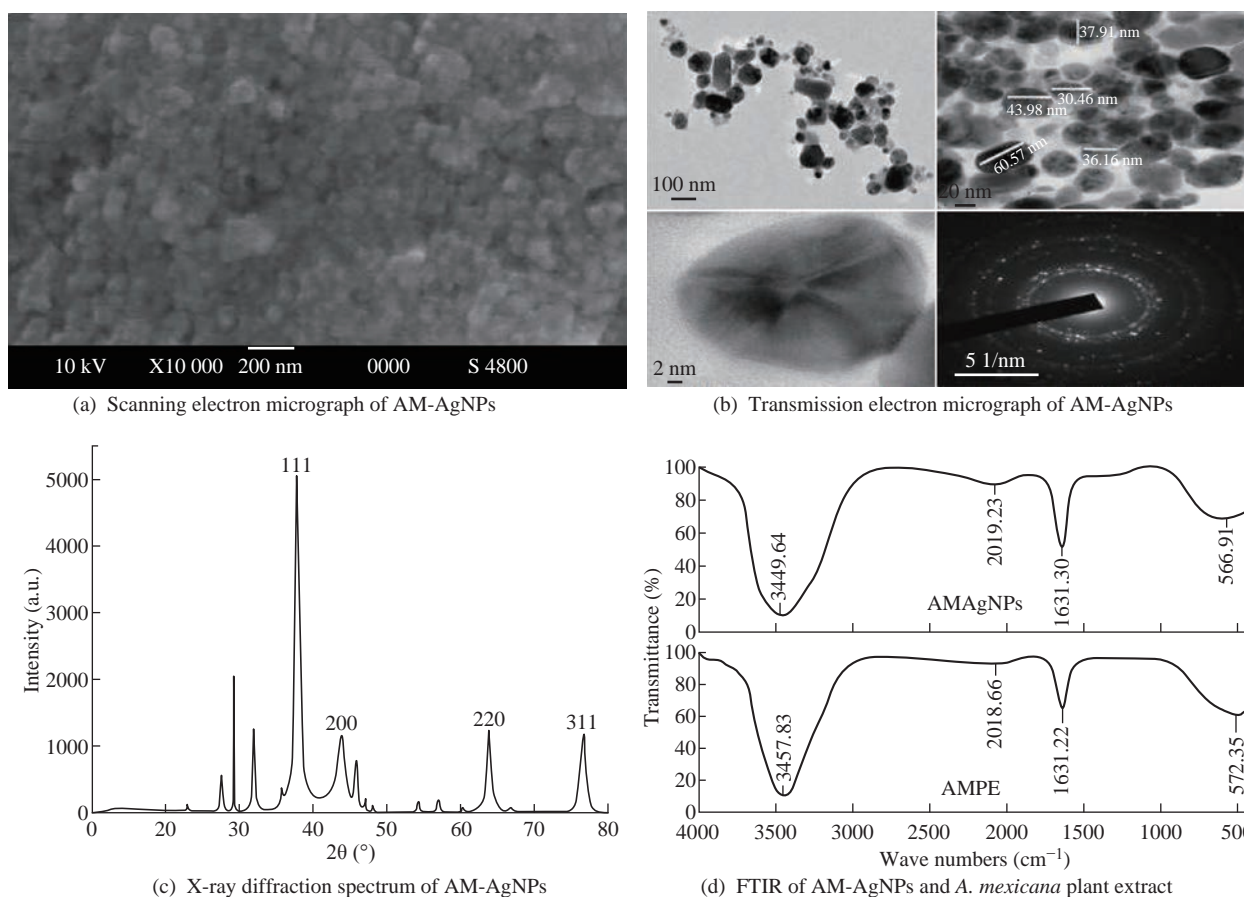 10 kV X10 000 200 nm 0000 S 4800
(a) Scanning electron micrograph of AM-AgNPs
100 nm
37.91 nm
30.46 nm
43.98 nm
60.57 nm
36.16 nm
20 nm
2 nm
5 1/nm
(b) Transmission electron micrograph of AM-AgNPs
Intensity (a.u.)
5000
4000
3000
2000
1000
0
111
200
220
311
0 10 20 30 40 50 60 70 80
2θ (°)
(c) X-ray diffraction spectrum of AM-AgNPs
Transmittance (%)
100
80
60
40
20
0
3449.64
2019.23
1631.30
566.91
AMAgNPs
100
80
60
40
20
0
3457.83
2018.66
1631.22
572.35
AMPE
4000 3500 3000 2500 2000 1500 1000 500
Wave numbers (cm⁻¹)
(d) FTIR of AM-AgNPs and A. mexicana plant extract